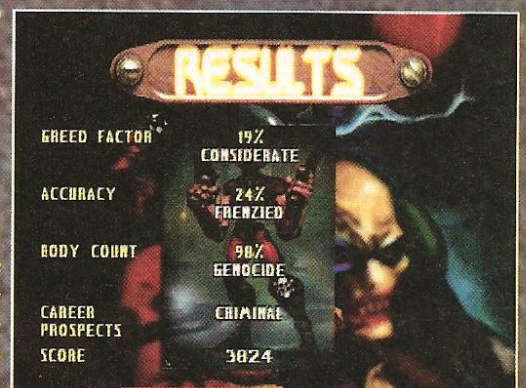 RESULTS
GREED FACTOR 19%
CONSIDERATE
ACCURACY 24%
FRENZIED
BODY COUNT 98%
GENOCIDE
CAREER CRIMINAL
PROSPECTS
SCORE 3824